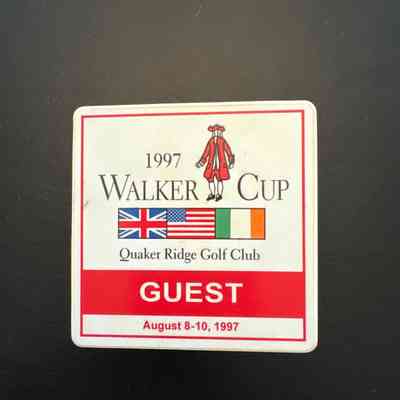 1997
WALKER CUP
Quaker Ridge Golf Club
GUEST
August 8-10, 1997